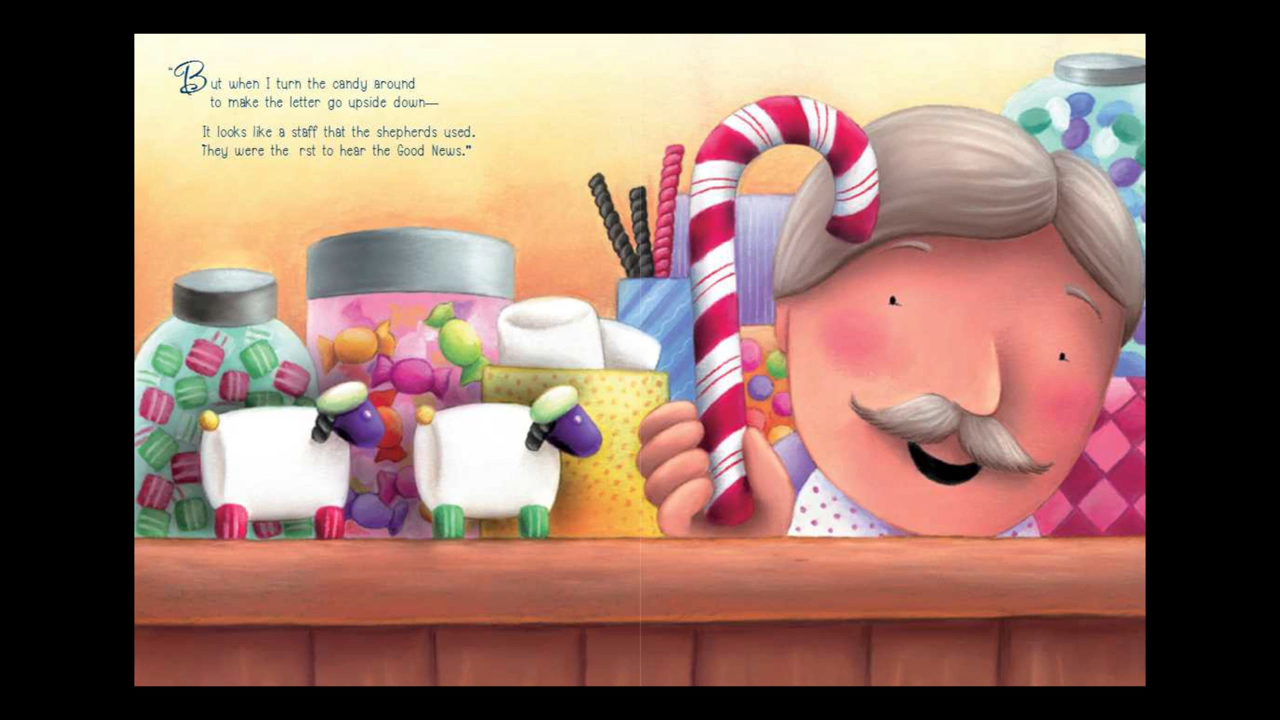 “But when I turn the candy around
to make the letter go upside down—
It looks like a staff that the shepherds used.
They were the rst to hear the Good News.”